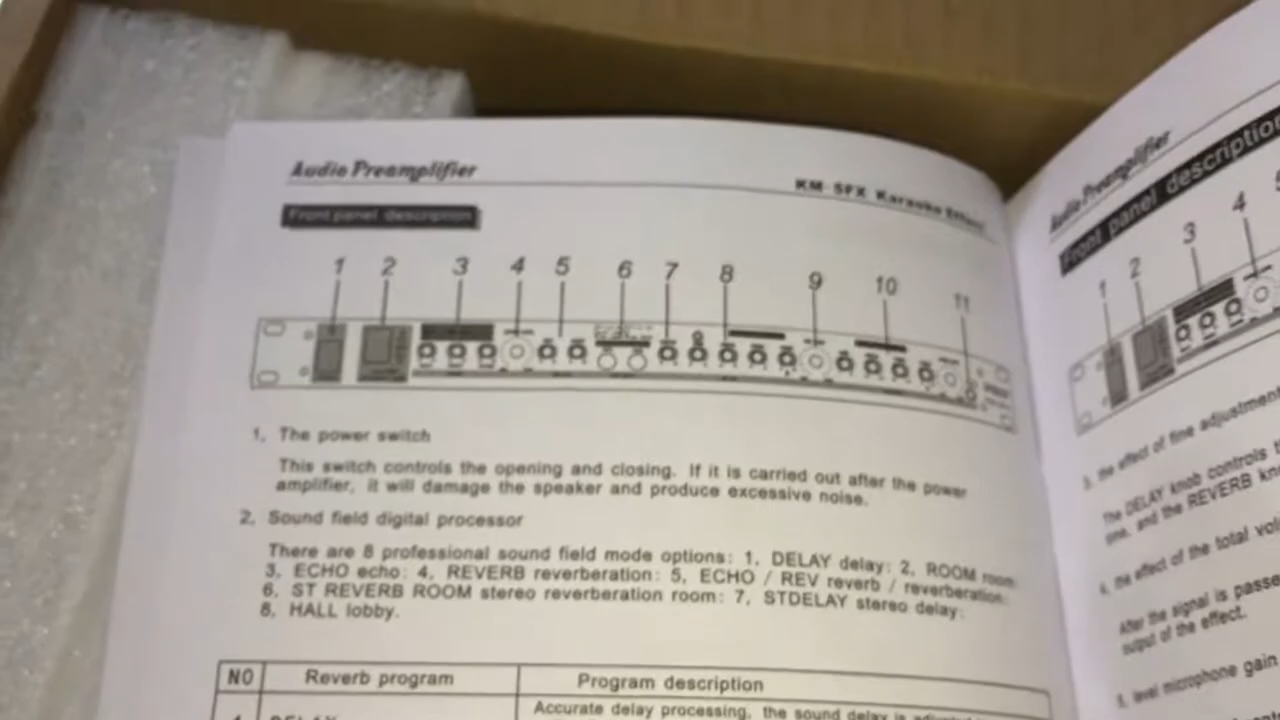 Audio Preamplifier
KM SFX Karaoke Effect
Front panel description
1 2 3 4 5 6 7 8 9 10 11
1, The power switch
This switch controls the opening and closing. If it is carried out after the power
amplifier, it will damage the speaker and produce excessive noise.
2, Sound field digital processor
There are 8 professional sound field mode options: 1, DELAY delay: 2, ROOM room
3, ECHO echo: 4, REVERB reverberation: 5, ECHO / REV reverb / reverberation:
6, ST REVERB ROOM stereo reverberation room: 7, STDELAY stereo delay:
8, HALL lobby.
NO Reverb program Program description
Accurate delay processing, the sound delay is
Audio Preamplifier
Front panel description
1 2 3 4
3, the effect of fine adjustment
The DELAY knob controls
and the REVERB
the effect of the total
After the signal is
output of the effect.
level microphone gain